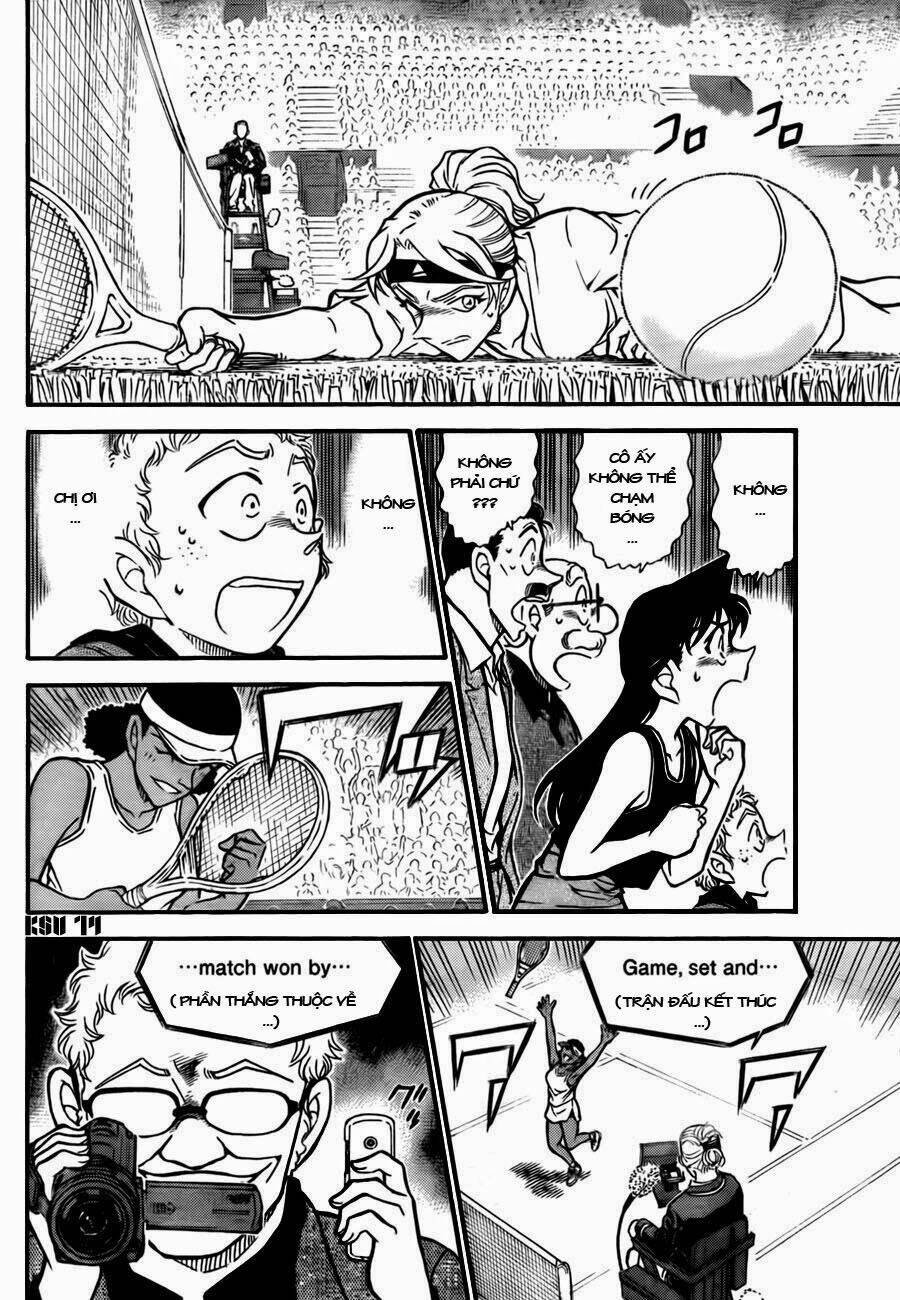 コロ コロ
KHÔNG
...
CÔ ẤY
KHÔNG THỂ
CHẠM
BÓNG
...
KHÔNG
PHẢI CHỨ
???
KHÔNG
...
CHỊ ƠI
...
KSU 74
Game, set and…
(TRẬN ĐẤU KẾT THÚC
...)
…match won by…
(PHẦN THẮNG THUỘC VỀ
...)